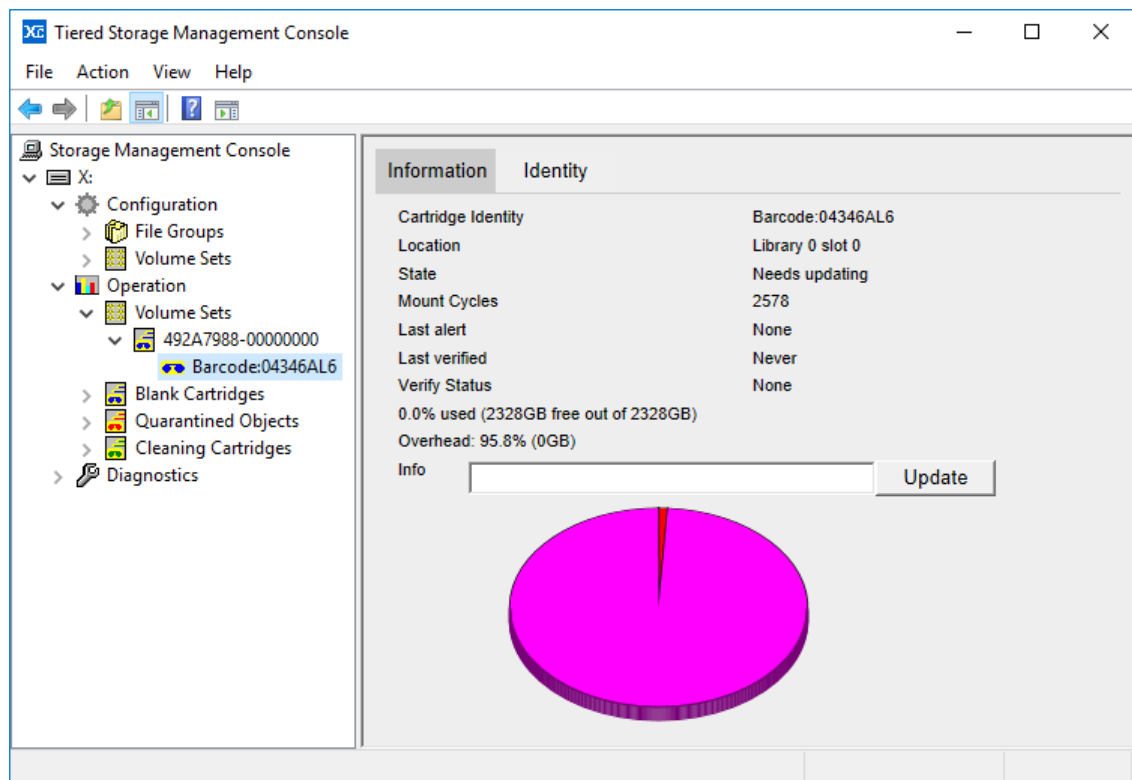 XC Tiered Storage Management Console
File Action View Help
Storage Management Console
X:
Configuration
File Groups
Volume Sets
Operation
Volume Sets
492A7988-00000000
Barcode:04346AL6
Blank Cartridges
Quarantined Objects
Cleaning Cartridges
Diagnostics
Information Identity
Cartridge Identity Barcode:04346AL6
Location Library 0 slot 0
State Needs updating
Mount Cycles 2578
Last alert None
Last verified Never
Verify Status None
0.0% used (2328GB free out of 2328GB)
Overhead: 95.8% (0GB)
Info Update